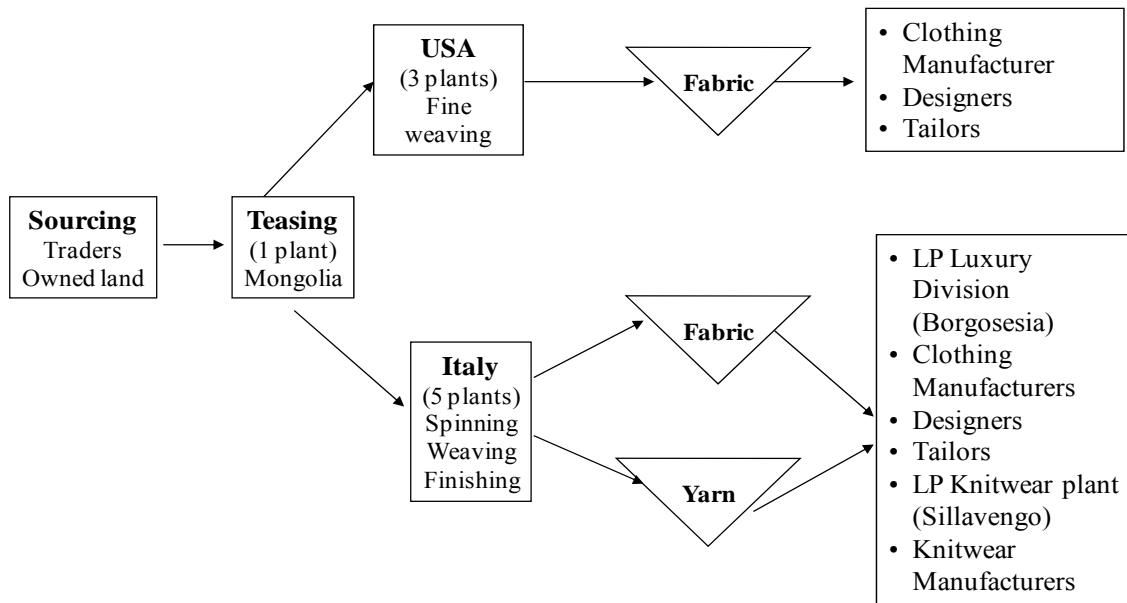 USA
(3 plants)
Fine
weaving
Fabric
• Clothing
Manufacturer
• Designers
• Tailors
Sourcing
Traders
Owned land
Teasing
(1 plant)
Mongolia
Italy
(5 plants)
Spinning
Weaving
Finishing
Fabric
Yarn
• LP Luxury
Division
(Borgosesia)
• Clothing
Manufacturers
• Designers
• Tailors
• LP Knitwear plant
(Sillavengo)
• Knitwear
Manufacturers